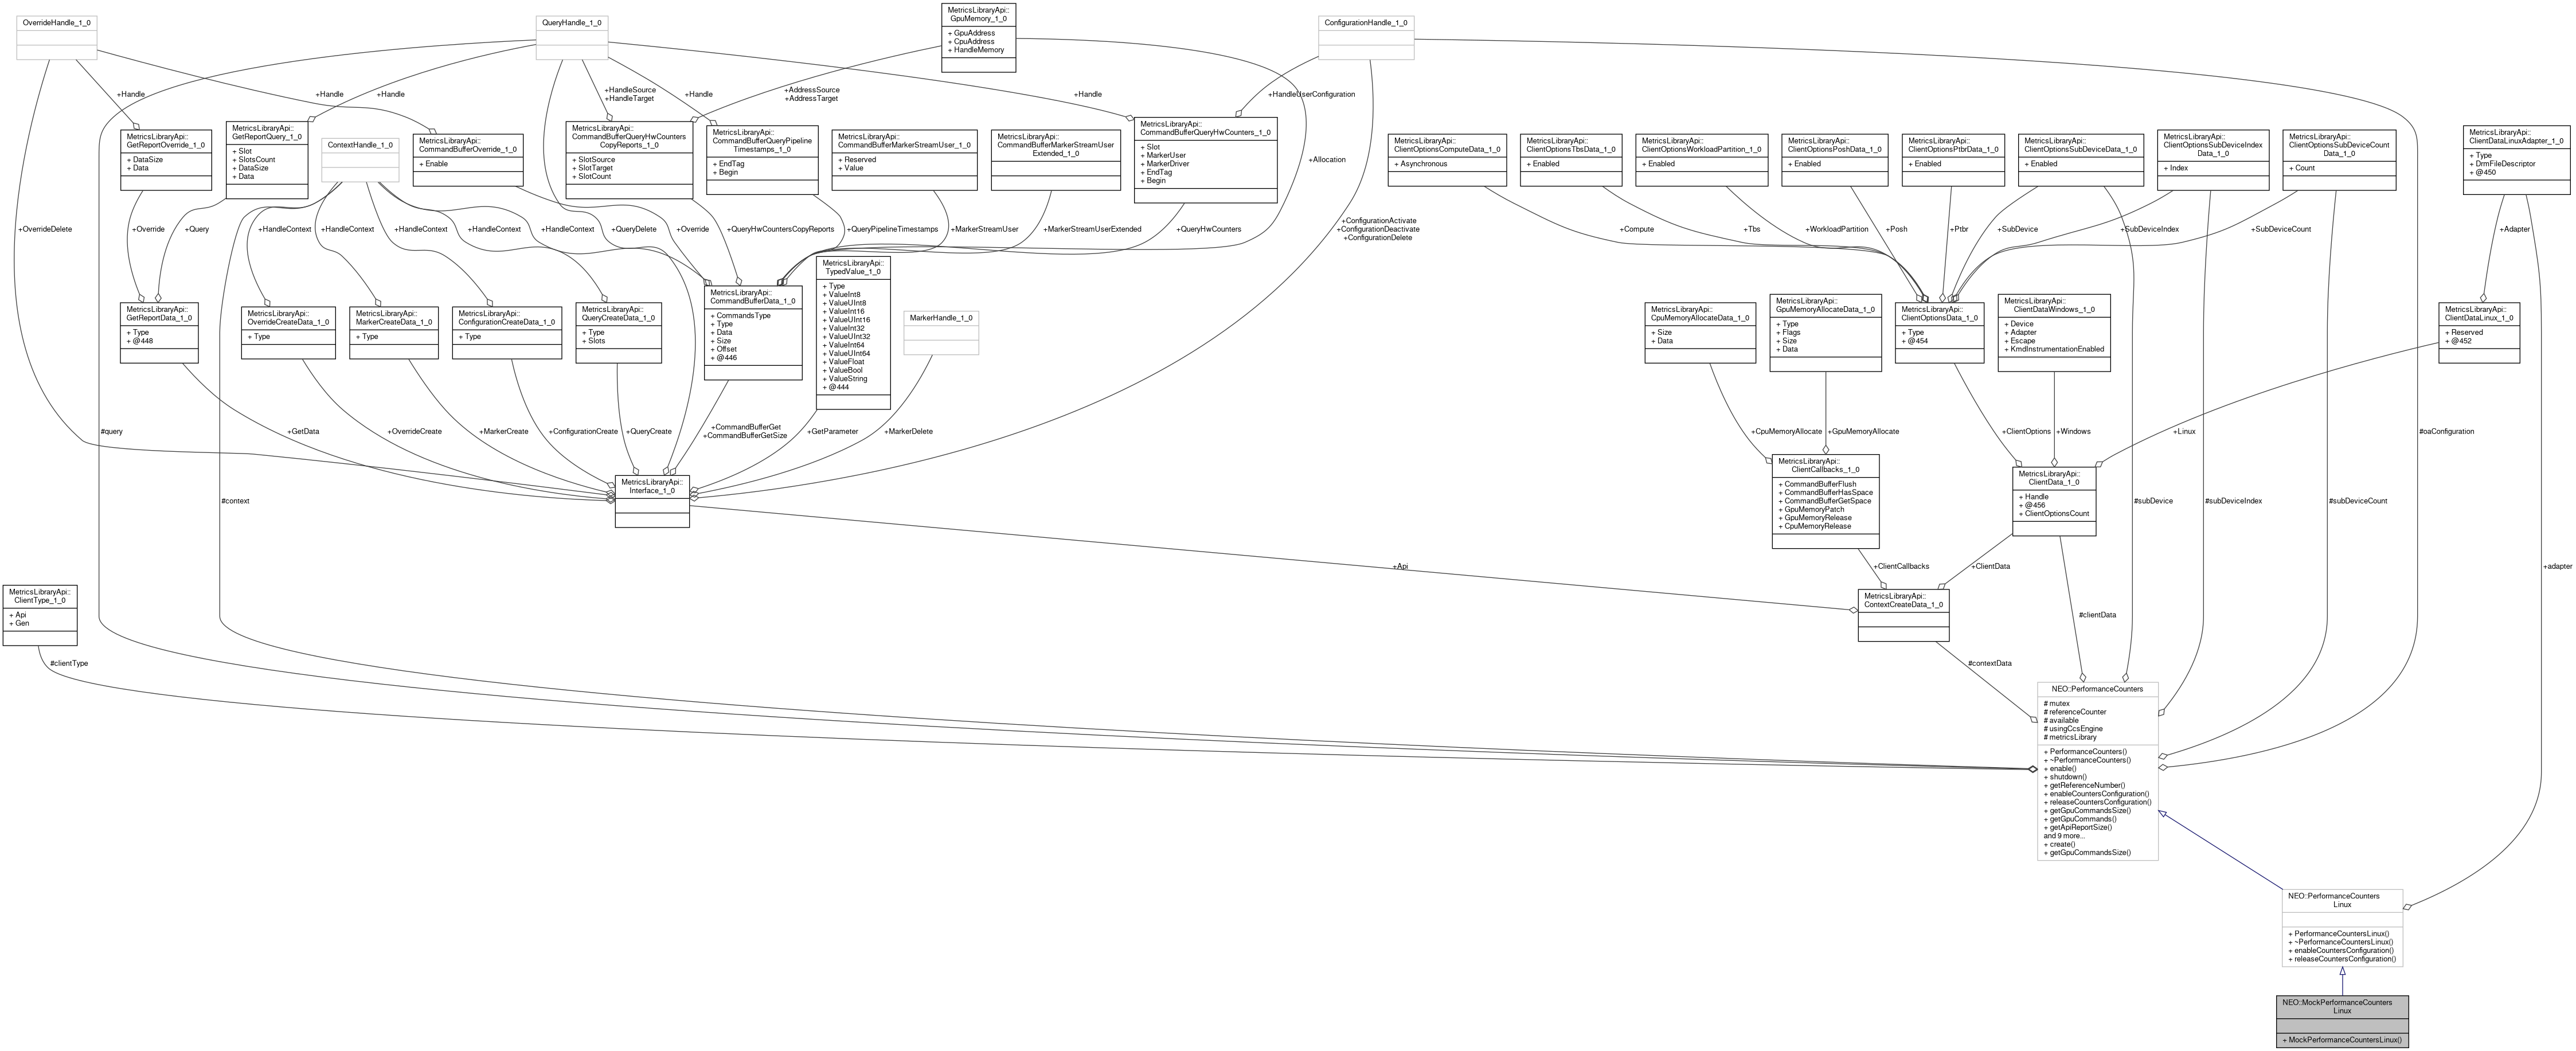 OverrideHandle_1_0
QueryHandle_1_0
MetricsLibraryApi::
GpuMemory_1_0
+ GpuAddress
+ CpuAddress
+ HandleMemory
ConfigurationHandle_1_0
+Handle
+Handle
+Handle
+HandleSource
+HandleTarget
+Handle
+AddressSource
+AddressTarget
+Handle
+HandleUserConfiguration
MetricsLibraryApi::
GetReportOverride_1_0
+ DataSize
+ Data
MetricsLibraryApi::
GetReportQuery_1_0
+ Slot
+ SlotsCount
+ DataSize
+ Data
ContextHandle_1_0
MetricsLibraryApi::
CommandBufferOverride_1_0
+ Enable
MetricsLibraryApi::
CommandBufferQueryHwCounters
CopyReports_1_0
+ SlotSource
+ SlotTarget
+ SlotCount
MetricsLibraryApi::
CommandBufferQueryPipeline
Timestamps_1_0
+ EndTag
+ Begin
MetricsLibraryApi::
CommandBufferMarkerStreamUser_1_0
+ Reserved
+ Value
MetricsLibraryApi::
CommandBufferMarkerStreamUser
Extended_1_0
MetricsLibraryApi::
CommandBufferQueryHwCounters_1_0
+ Slot
+ MarkerUser
+ MarkerDriver
+ EndTag
+ Begin
+Allocation
MetricsLibraryApi::
ClientOptionsComputeData_1_0
+ Asynchronous
MetricsLibraryApi::
ClientOptionsTbsData_1_0
+ Enabled
MetricsLibraryApi::
ClientOptionsWorkloadPartition_1_0
+ Enabled
MetricsLibraryApi::
ClientOptionsPoshData_1_0
+ Enabled
MetricsLibraryApi::
ClientOptionsPtbrData_1_0
+ Enabled
MetricsLibraryApi::
ClientOptionsSubDeviceData_1_0
+ Enabled
MetricsLibraryApi::
ClientOptionsSubDeviceIndex
Data_1_0
+ Index
MetricsLibraryApi::
ClientOptionsSubDeviceCount
Data_1_0
+ Count
MetricsLibraryApi::
ClientDataLinuxAdapter_1_0
+ Type
+ DrmFileDescriptor
+ @450
+OverrideDelete
+Override
+Query
+HandleContext
+HandleContext
+HandleContext
+HandleContext
+HandleContext
+QueryDelete
+Override
+QueryHwCountersCopyReports
+QueryPipelineTimestamps
+MarkerStreamUser
+MarkerStreamUserExtended
+QueryHwCounters
+ConfigurationActivate
+ConfigurationDeactivate
+ConfigurationDelete
+Compute
+Tbs
+WorkloadPartition
+Posh
+Ptbr
+SubDevice
+SubDeviceIndex
+SubDeviceCount
+Adapter
MetricsLibraryApi::
GetReportData_1_0
+ Type
+ @448
MetricsLibraryApi::
OverrideCreateData_1_0
+ Type
MetricsLibraryApi::
MarkerCreateData_1_0
+ Type
MetricsLibraryApi::
ConfigurationCreateData_1_0
+ Type
MetricsLibraryApi::
QueryCreateData_1_0
+ Type
+ Slots
MetricsLibraryApi::
CommandBufferData_1_0
+ CommandsType
+ Type
+ Data
+ Size
+ Offset
+ @446
MetricsLibraryApi::
TypedValue_1_0
+ Type
+ ValueInt8
+ ValueUInt8
+ ValueInt16
+ ValueUInt16
+ ValueInt32
+ ValueUInt32
+ ValueInt64
+ ValueUInt64
+ ValueFloat
+ ValueBool
+ ValueString
+ @444
MarkerHandle_1_0
MetricsLibraryApi::
CpuMemoryAllocateData_1_0
+ Size
+ Data
MetricsLibraryApi::
GpuMemoryAllocateData_1_0
+ Type
+ Flags
+ Size
+ Data
MetricsLibraryApi::
ClientOptionsData_1_0
+ Type
+ @454
MetricsLibraryApi::
ClientDataWindows_1_0
+ Device
+ Adapter
+ Escape
+ KmdInstrumentationEnabled
MetricsLibraryApi::
ClientDataLinux_1_0
+ Reserved
+ @452
#query
+GetData
+OverrideCreate
+MarkerCreate
+ConfigurationCreate
+QueryCreate
+CommandBufferGet
+CommandBufferGetSize
+GetParameter
+MarkerDelete
+CpuMemoryAllocate
+GpuMemoryAllocate
+ClientOptions
+Windows
+Linux
#oaConfiguration
#context
MetricsLibraryApi::
Interface_1_0
MetricsLibraryApi::
ClientCallbacks_1_0
+ CommandBufferFlush
+ CommandBufferHasSpace
+ CommandBufferGetSpace
+ GpuMemoryPatch
+ GpuMemoryRelease
+ CpuMemoryRelease
MetricsLibraryApi::
ClientData_1_0
+ Handle
+ @456
+ ClientOptionsCount
#subDevice
#subDeviceIndex
#subDeviceCount
+Api
+ClientCallbacks
+ClientData
+adapter
MetricsLibraryApi::
ClientType_1_0
+ Api
+ Gen
MetricsLibraryApi::
ContextCreateData_1_0
#clientData
#clientType
#contextData
NEO::PerformanceCounters
# mutex
# referenceCounter
# available
# usingCcsEngine
# metricsLibrary
+ PerformanceCounters()
+ ~PerformanceCounters()
+ enable()
+ shutdown()
+ getReferenceNumber()
+ enableCountersConfiguration()
+ releaseCountersConfiguration()
+ getGpuCommandsSize()
+ getGpuCommands()
+ getApiReportSize()
and 9 more...
+ create()
+ getGpuCommandsSize()
NEO::PerformanceCounters
Linux
+ PerformanceCountersLinux()
+ ~PerformanceCountersLinux()
+ enableCountersConfiguration()
+ releaseCountersConfiguration()
NEO::MockPerformanceCounters
Linux
+ MockPerformanceCountersLinux()